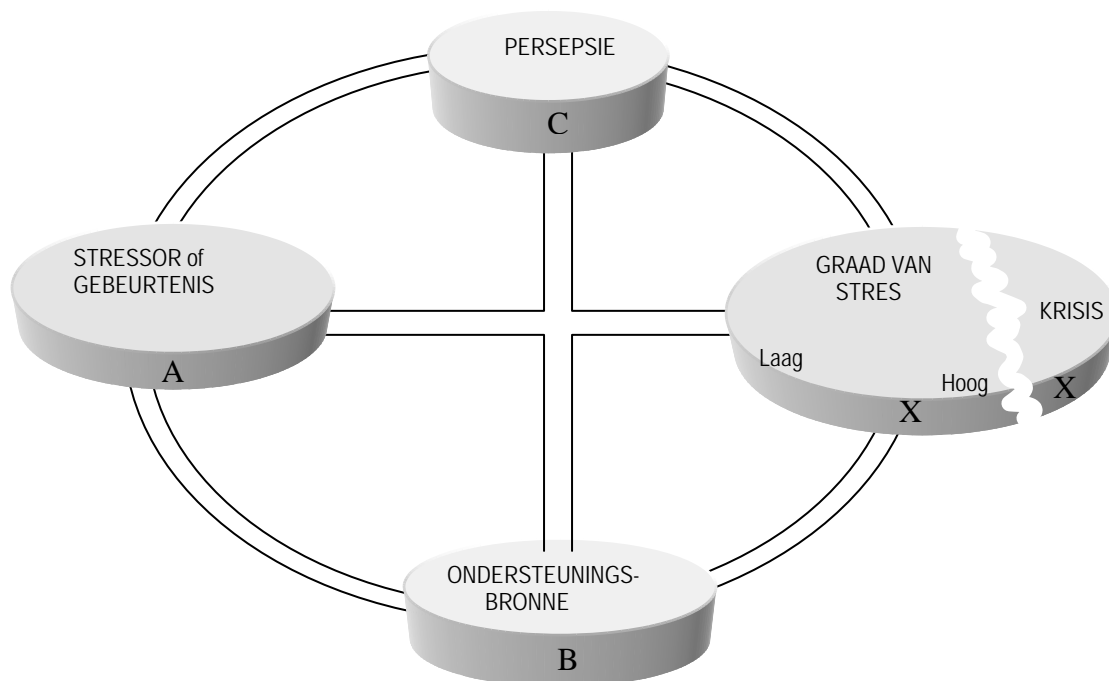 PERSEPSIE
C
STRESSOR of
GEBEURTENIS
A
GRAAD VAN
STRES
KRISIS
Laag
Hoog
X
X
ONDERSTEUNINGS-
BRONNE
B